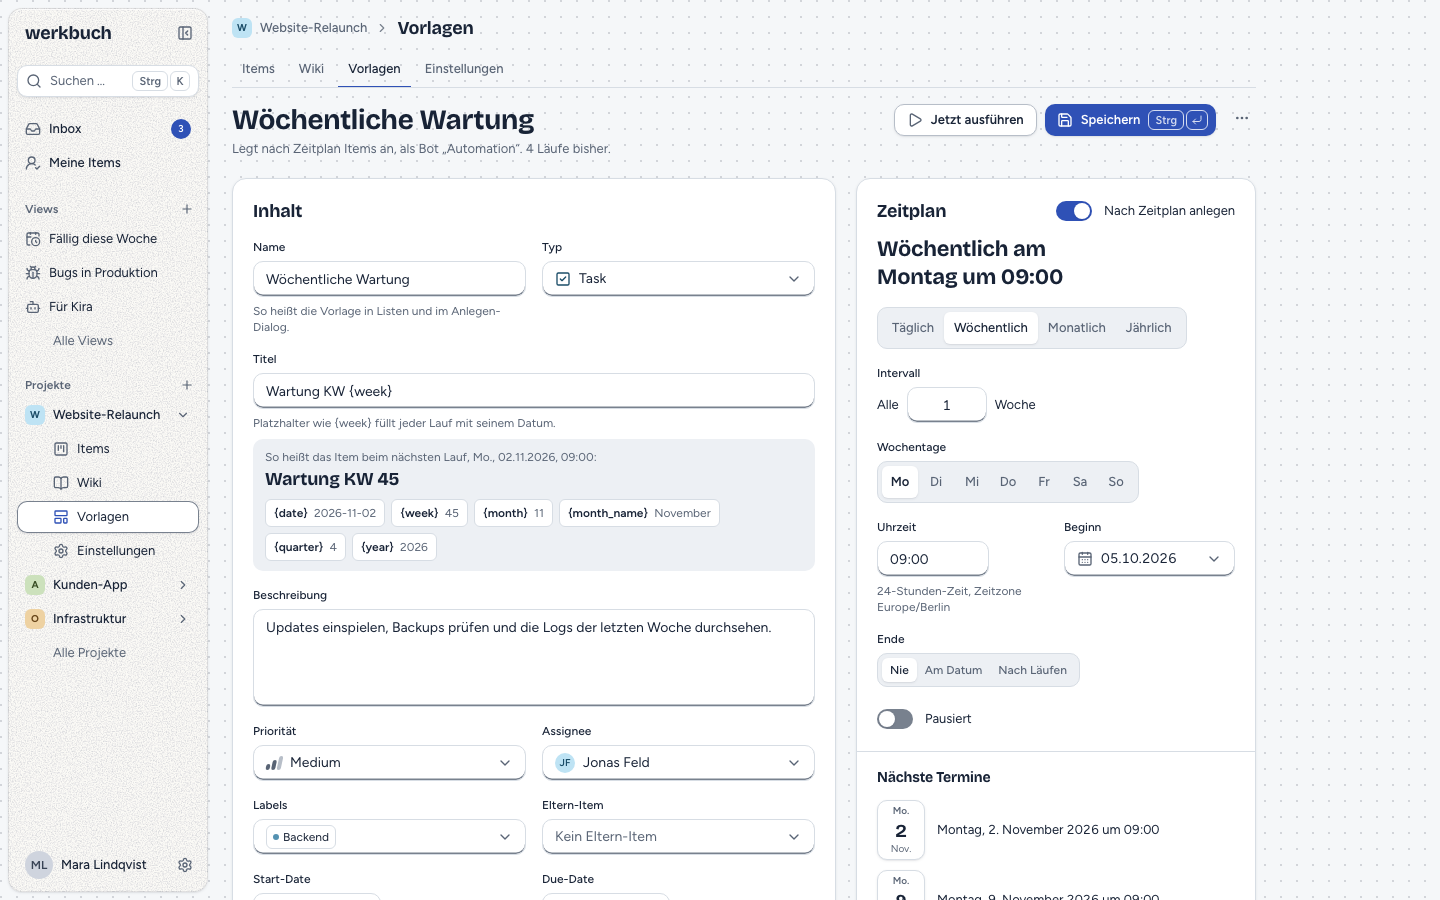 werkbuch
Suchen ... Strg K
Inbox 3
Meine Items
Views
Fällig diese Woche
Bugs in Produktion
Für Kira
Alle Views
Projekte
W Website-Relaunch
Items
Wiki
Vorlagen
Einstellungen
A Kunden-App
O Infrastruktur
Alle Projekte
ML Mara Lindqvist
W Website-Relaunch Vorlagen
Items Wiki Vorlagen Einstellungen
Wöchentliche Wartung
Legt nach Zeitplan Items an, als Bot „Automation“. 4 Läufe bisher.
Jetzt ausführen
Speichern Strg
Inhalt
Name
Wöchentliche Wartung
So heißt die Vorlage in Listen und im Anlegen-
Dialog.
Typ
Task
Titel
Wartung KW {week}
Platzhalter wie {week} füllt jeder Lauf mit seinem Datum.
So heißt das Item beim nächsten Lauf, Mo., 02.11.2026, 09:00:
Wartung KW 45
{date} 2026-11-02 {week} 45 {month} 11 {month_name} November
{quarter} 4 {year} 2026
Beschreibung
Updates einspielen, Backups prüfen und die Logs der letzten Woche durchsehen.
Priorität
Medium
Assignee
JF Jonas Feld
Labels
Backend
Eltern-Item
Kein Eltern-Item
Start-Date
Due-Date
Zeitplan
Nach Zeitplan anlegen
Wöchentlich am
Montag um 09:00
Täglich Wöchentlich Monatlich Jährlich
Intervall
Alle 1 Woche
Wochentage
Mo Di Mi Do Fr Sa So
Uhrzeit
09:00
24-Stunden-Zeit, Zeitzone
Europe/Berlin
Beginn
05.10.2026
Ende
Nie Am Datum Nach Läufen
Pausiert
Nächste Termine
Mo.
2
Nov.
Montag, 2. November 2026 um 09:00
Mo.
9
Montag, 9. November 2026 um 09:00